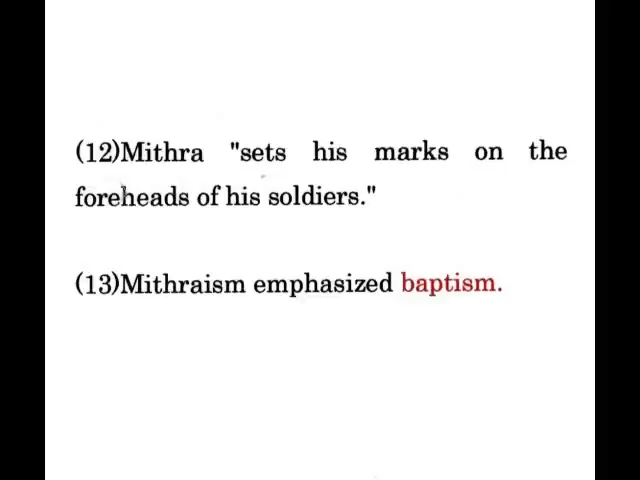 (12)Mithra "sets his marks on the
foreheads of his soldiers."
(13)Mithraism emphasized baptism.